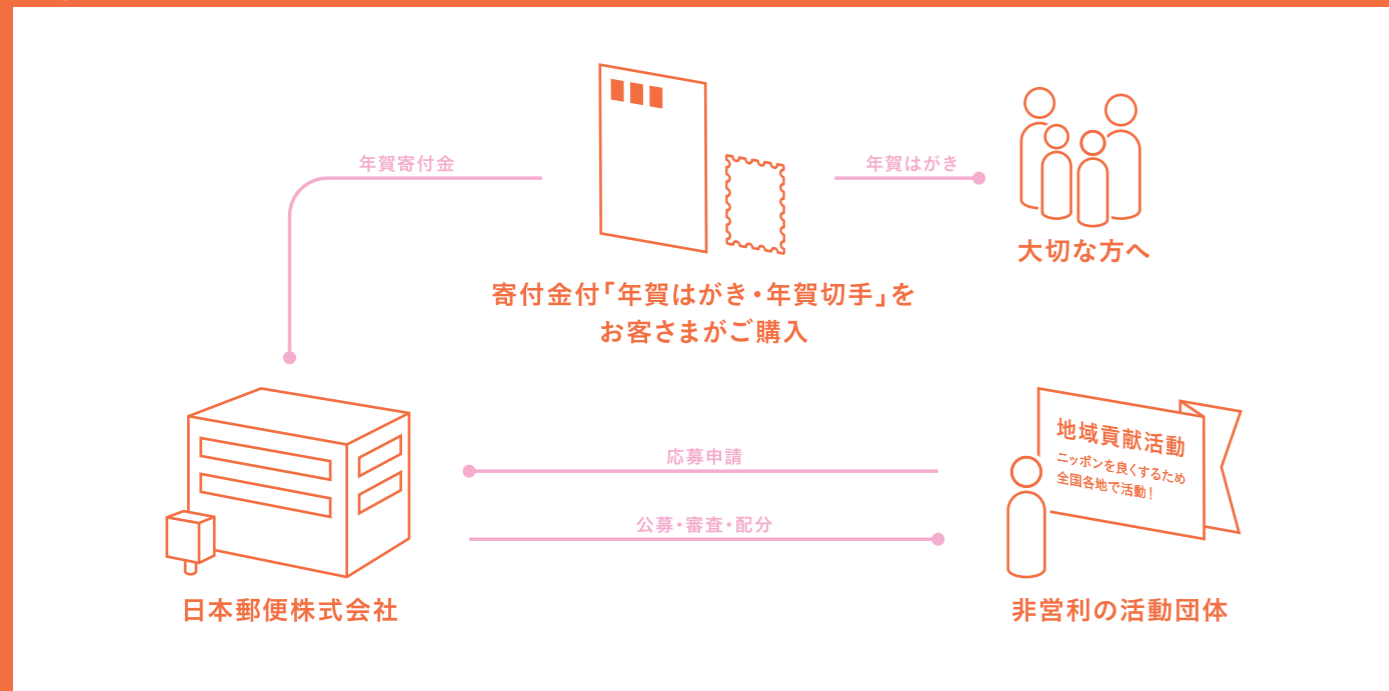 年賀寄付金
年賀はがき
大切な方へ
寄付金付「年賀はがき・年賀切手」を
お客さまがご購入
地域貢献活動
ニッポンを良くするため
全国各地で活動!
応募申請
公募・審査・配分
日本郵便株式会社
非営利の活動団体